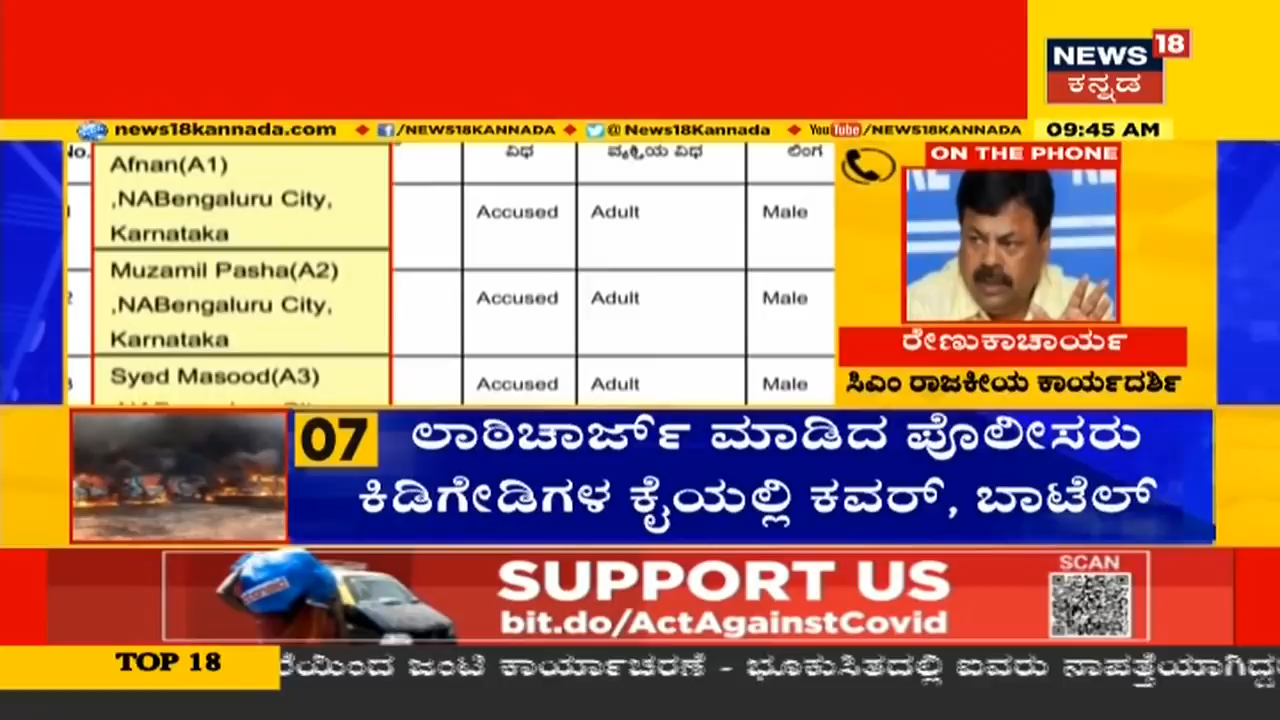 NEWS 18
ಕನ್ನಡ
news18kannada.com
/NEWS18KANNADA
@News18Kannada
YouTube /NEWS18KANNADA
09:45 AM
No.
ವಿಧ
ವ್ಯಕ್ತಿಯ ವಿಧ
ಲಿಂಗ
Afnan(A1)
,NABengaluru City,
Karnataka
Accused
Adult
Male
Muzamil Pasha(A2)
,NABengaluru City,
Karnataka
Accused
Adult
Male
Syed Masood(A3)
Accused
Adult
Male
ON THE PHONE
ರೇಣುಕಾಚಾರ್ಯ
ಸಿಎಂ ರಾಜಕೀಯ ಕಾರ್ಯದರ್ಶಿ
07
ಲಾಠಿಚಾರ್ಜ್ ಮಾಡಿದ ಪೊಲೀಸರು
ಕಿಡಿಗೇಡಿಗಳ ಕೈಯಲ್ಲಿ ಕವರ್, ಬಾಟೆಲ್
SUPPORT US
bit.do/ActAgainstCovid
SCAN
TOP 18
ಜಂಟಿ ಕಾರ್ಯಾಚರಣೆ - ಭೂಕುಸಿತದಲ್ಲಿ ಐವರು ನಾಪತ್ತೆಯಾಗಿದ್ದ